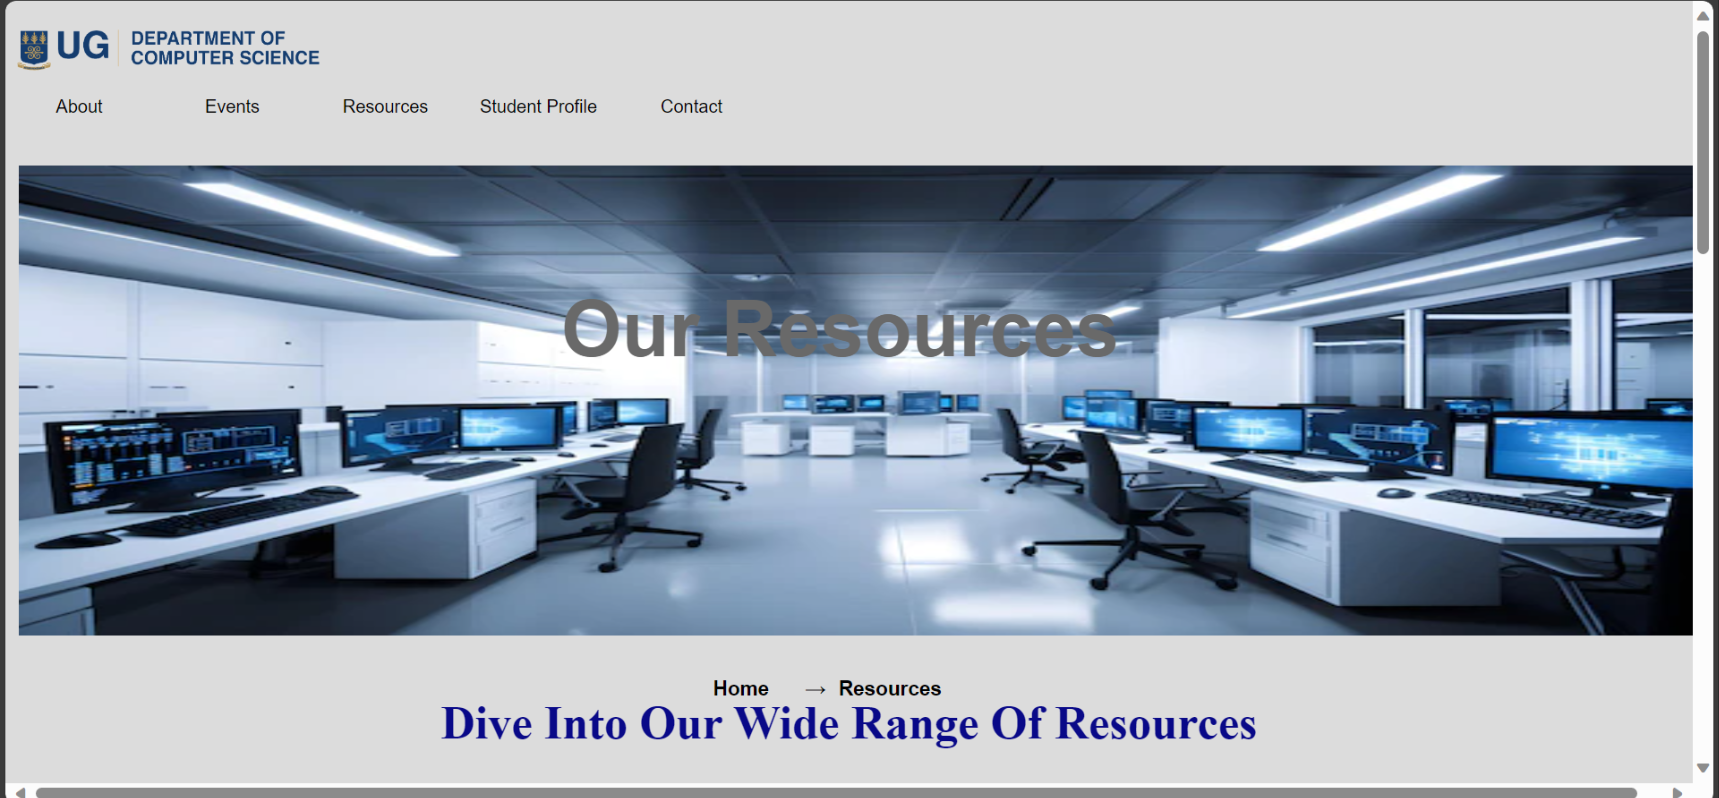 UG DEPARTMENT OF
COMPUTER SCIENCE
About Events Resources Student Profile Contact
Our Resources
Home → Resources
Dive Into Our Wide Range Of Resources